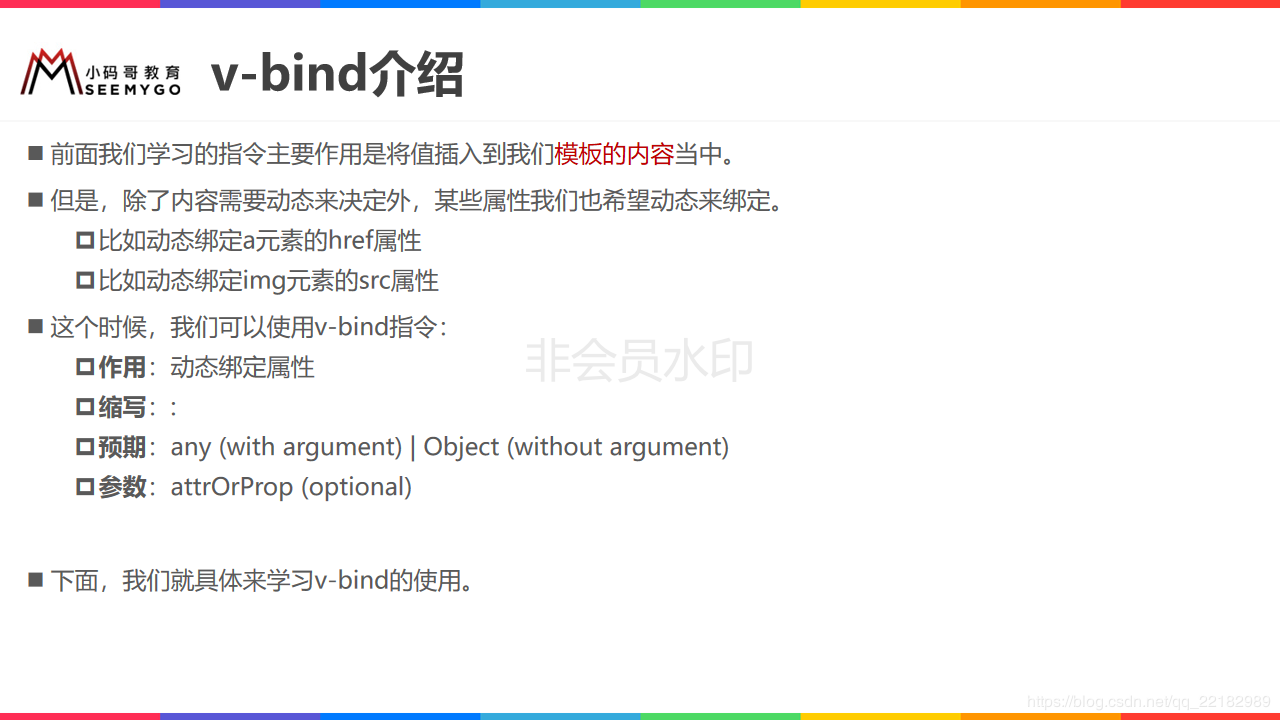 小码哥教育
SEEMYGO
v-bind介绍
前面我们学习的指令主要作用是将值插入到我们模板的内容当中。
但是，除了内容需要动态来决定外，某些属性我们也希望动态来绑定。
比如动态绑定a元素的href属性
比如动态绑定img元素的src属性
这个时候，我们可以使用v-bind指令：
非会员水印
作用：动态绑定属性
缩写：:
预期：any (with argument) | Object (without argument)
参数：attrOrProp (optional)
下面，我们就具体来学习v-bind的使用。
https://blog.csdn.net/qq_22182989